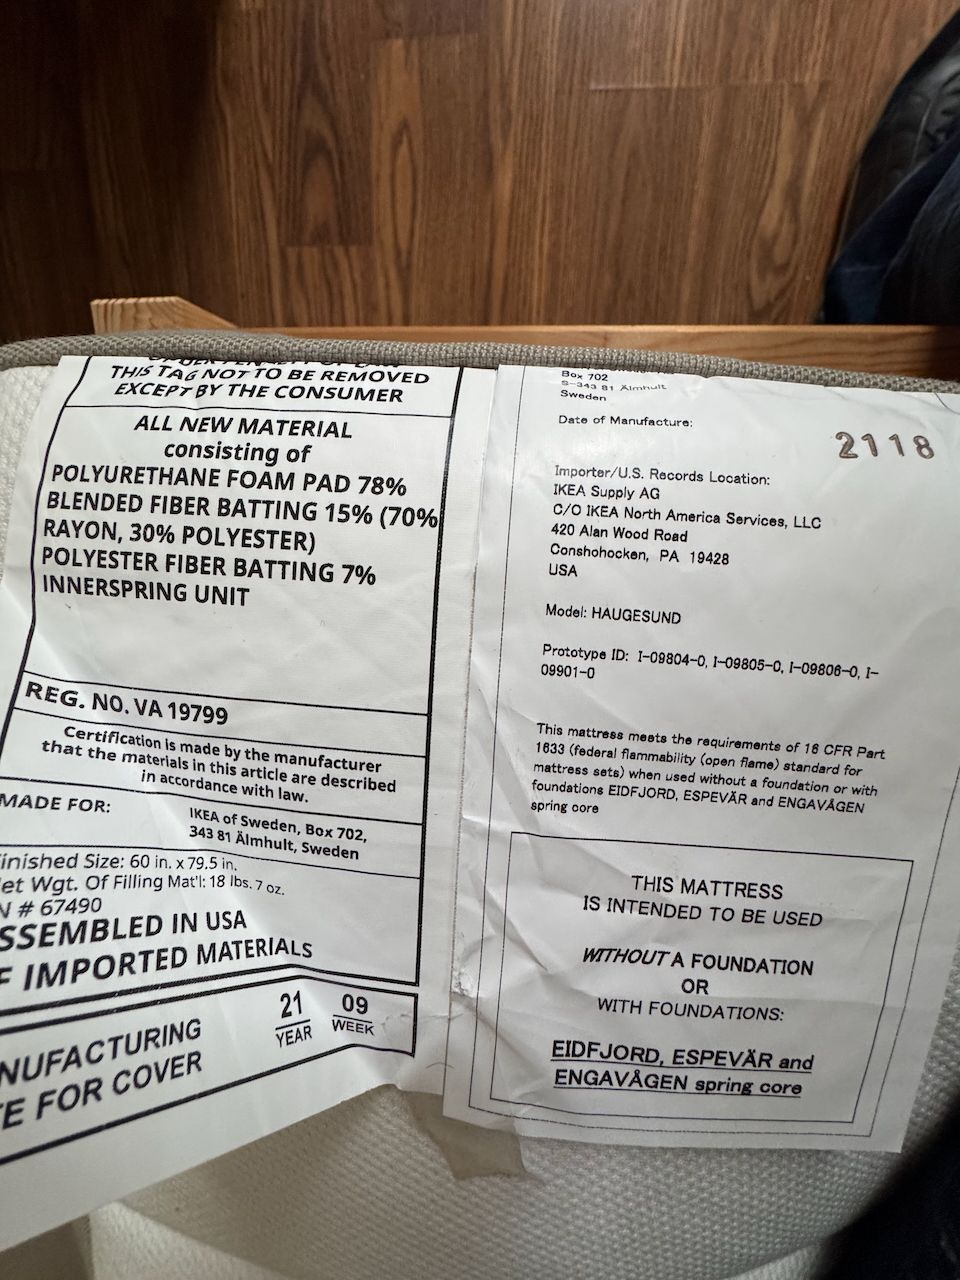 THIS TAG NOT TO BE REMOVED
EXCEPT BY THE CONSUMER
ALL NEW MATERIAL
consisting of
POLYURETHANE FOAM PAD 78%
BLENDED FIBER BATTING 15% (70%
RAYON, 30% POLYESTER)
POLYESTER FIBER BATTING 7%
INNERSPRING UNIT
REG. NO. VA 19799
Certification is made by the manufacturer
that the materials in this article are described
in accordance with law.
MADE FOR:
IKEA of Sweden, Box 702,
343 81 Älmhult, Sweden
inished Size: 60 in. x 79.5 in.
et Wgt. Of Filling Mat'l: 18 lbs. 7 oz.
# 67490
SSEMBLED IN USA
F IMPORTED MATERIALS
NUFACTURING
E FOR COVER
21
YEAR
09
WEEK
Box 702
S-343 81 Älmhult
Sweden
Date of Manufacture:
2118
Importer/U.S. Records Location:
IKEA Supply AG
C/O IKEA North America Services, LLC
420 Alan Wood Road
Conshohocken, PA 19428
USA
Model: HAUGESUND
Prototype ID: I-09804-0, I-09805-0, I-09806-0, I-
09901-0
This mattress meets the requirements of 16 CFR Part
1633 (federal flammability (open flame) standard for
mattress sets) when used without a foundation or with
foundations EIDFJORD, ESPEVÄR and ENGAVÅGEN
spring core
THIS MATTRESS
IS INTENDED TO BE USED
WITHOUT A FOUNDATION
OR
WITH FOUNDATIONS:
EIDFJORD, ESPEVÄR and
ENGAVÅGEN spring core